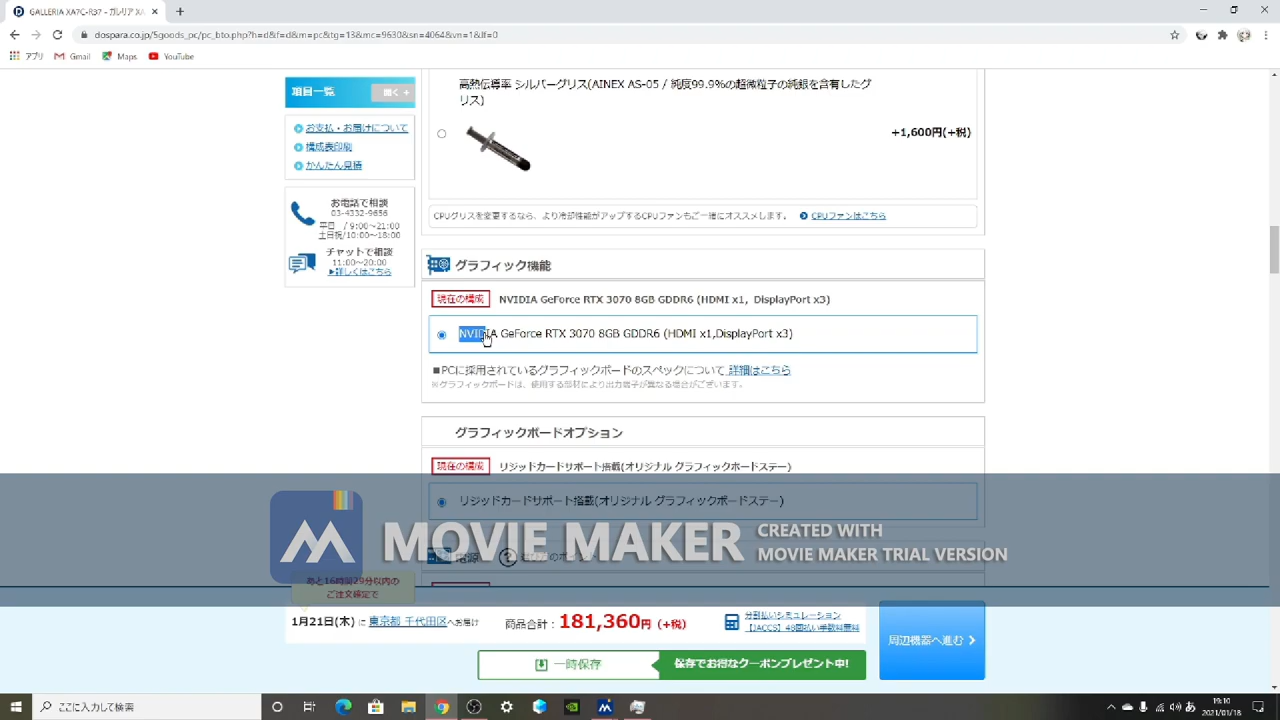 GALLERIA XA7C-R37 - ガレリア XA
dospara.co.jp/5goods_pc/pc_bto.php?h=d&f=d&m=pc&tg=13&mc=9630&sn=4064&vm=1&lf=0
アプリ Gmail Maps YouTube
項目一覧 開く +
お支払・お届けについて
構成表印刷
かんたん見積
お電話で相談
03-4332-9656
平日 / 9:00～21:00
土日祝/10:00～18:00
チャットで相談
11:00～20:00
▶詳しくはこちら
高熱伝導率 シルバーグリス(AINEX AS-05 / 純度99.9%の超微粒子の純銀を含有したグ
リス)
+1,600円(+税)
CPUグリスを変更するなら、より冷却性能がアップするCPUファンもご一緒にオススメします。 CPUファンはこちら
グラフィック機能
現在の構成 NVIDIA GeForce RTX 3070 8GB GDDR6 (HDMI x1, DisplayPort x3)
NVIDIA GeForce RTX 3070 8GB GDDR6 (HDMI x1,DisplayPort x3)
■PCに採用されているグラフィックボードのスペックについて 詳細はこちら
※グラフィックボードは、使用する部材により出力端子が異なる場合がございます。
グラフィックボードオプション
現在の構成 リジッドカードサポート搭載(オリジナル グラフィックボードステー)
リジッドカードサポート搭載(オリジナル グラフィックボードステー)
電源
MOVIE MAKER
CREATED WITH
MOVIE MAKER TRIAL VERSION
あと16時間29分以内の
ご注文確定で
1月21日(木) に 東京都 千代田区へお届け
商品合計：181,360円 (+税)
分割払いシミュレーション
【JACCS】48回払い手数料無料
周辺機器へ進む
一時保存
保存でお得なクーポンプレゼント中!
ここに入力して検索
19:10
2021/01/18